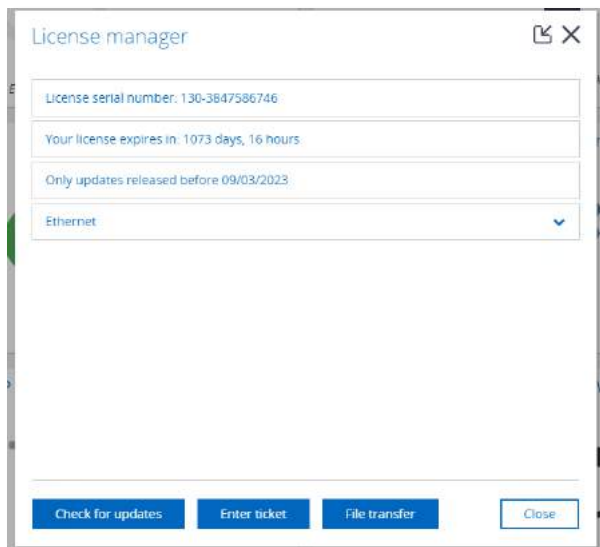 License manager
License serial number: 130-3847586746
Your license expires in: 1073 days, 16 hours
Only updates released before 09/03/2023
Ethernet
Check for updates
Enter ticket
File transfer
Close